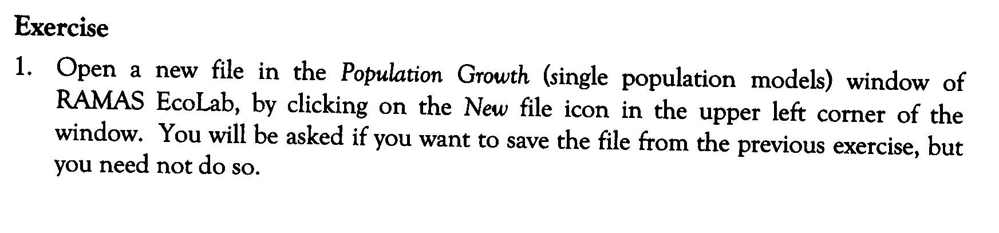 Exercise
1. Open a new file in the Population Growth (single population models) window of
RAMAS EcoLab, by clicking on the New file icon in the upper left corner of the
window. You will be asked if you want to save the file from the previous exercise, but
you need not do so.